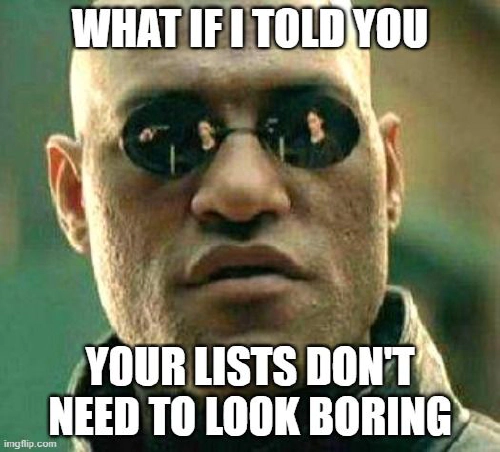 WHAT IF I TOLD YOU
YOUR LISTS DON'T
NEED TO LOOK BORING
imgflip.com